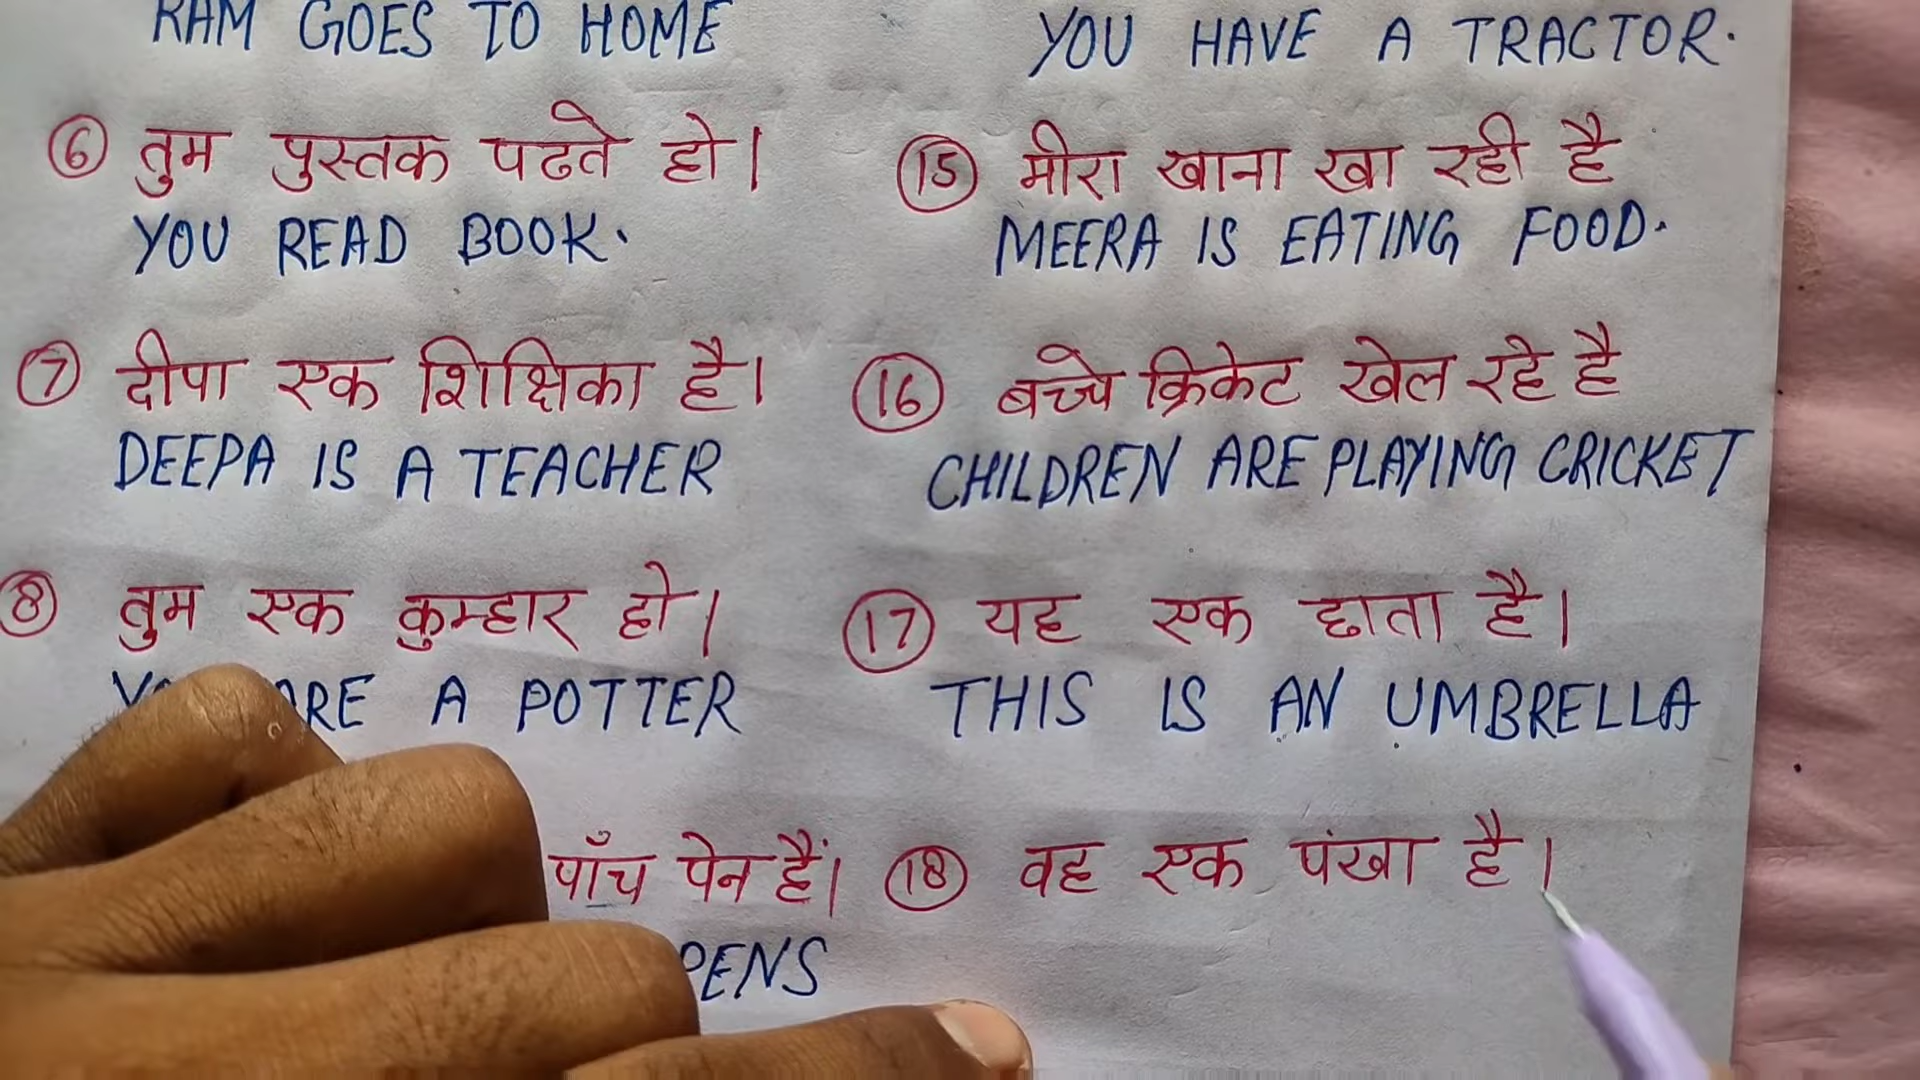 RAM GOES TO HOME
⑥ तुम पुस्तक पढते हो।
YOU READ BOOK.
⑦ दीपा एक शिक्षिका है।
DEEPA IS A TEACHER
⑧ तुम एक कुम्हार हो।
ARE A POTTER
पाँच पेन हैं।
PENS
YOU HAVE A TRACTOR.
⑮ मीरा खाना खा रही है
MEERA IS EATING FOOD.
⑯ बच्चे क्रिकेट खेल रहे है
CHILDREN ARE PLAYING CRICKET
⑰ यह एक छाता है।
THIS IS AN UMBRELLA
⑱ वह एक पंखा है।